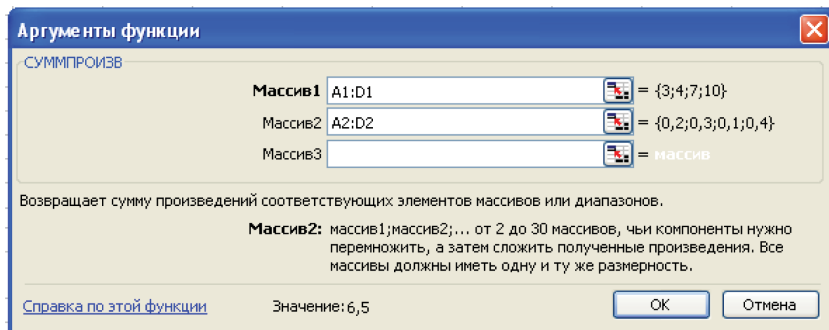 Аргументы функции
СУММПРОИЗВ
Массив1 A1:D1 = {3;4;7;10}
Массив2 A2:D2 = {0,2;0,3;0,1;0,4}
Массив3 = массив
Возвращает сумму произведений соответствующих элементов массивов или диапазонов.
Массив2: массив1;массив2;... от 2 до 30 массивов, чьи компоненты нужно
перемножить, а затем сложить полученные произведения. Все
массивы должны иметь одну и ту же размерность.
Справка по этой функции Значение:6,5 OK Отмена